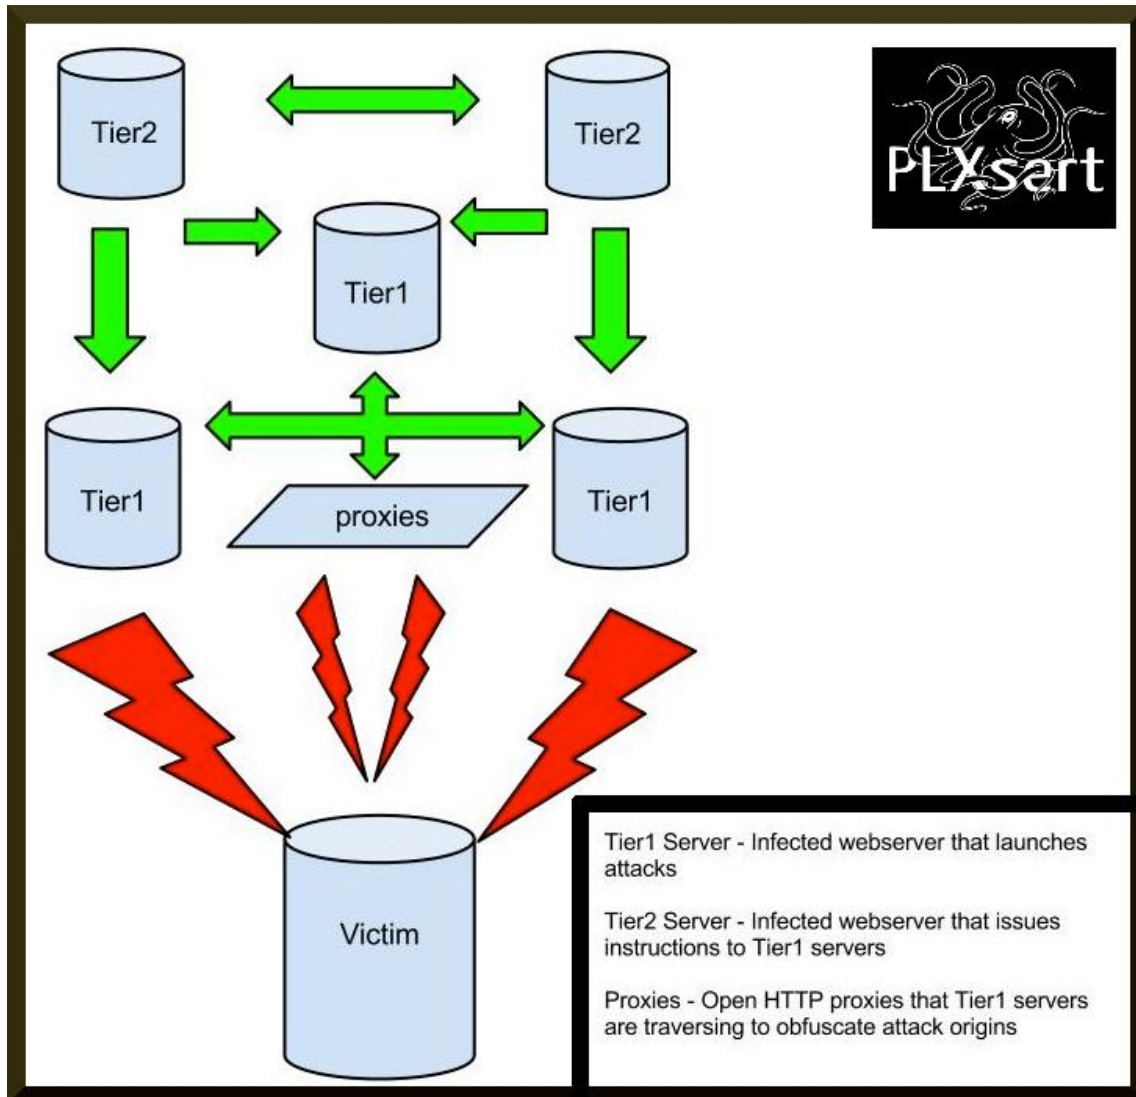 Tier2
Tier2
PLXsert
Tier1
Tier1
proxies
Tier1
Victim
Tier1 Server - Infected webserver that launches
attacks
Tier2 Server - Infected webserver that issues
instructions to Tier1 servers
Proxies - Open HTTP proxies that Tier1 servers
are traversing to obfuscate attack origins